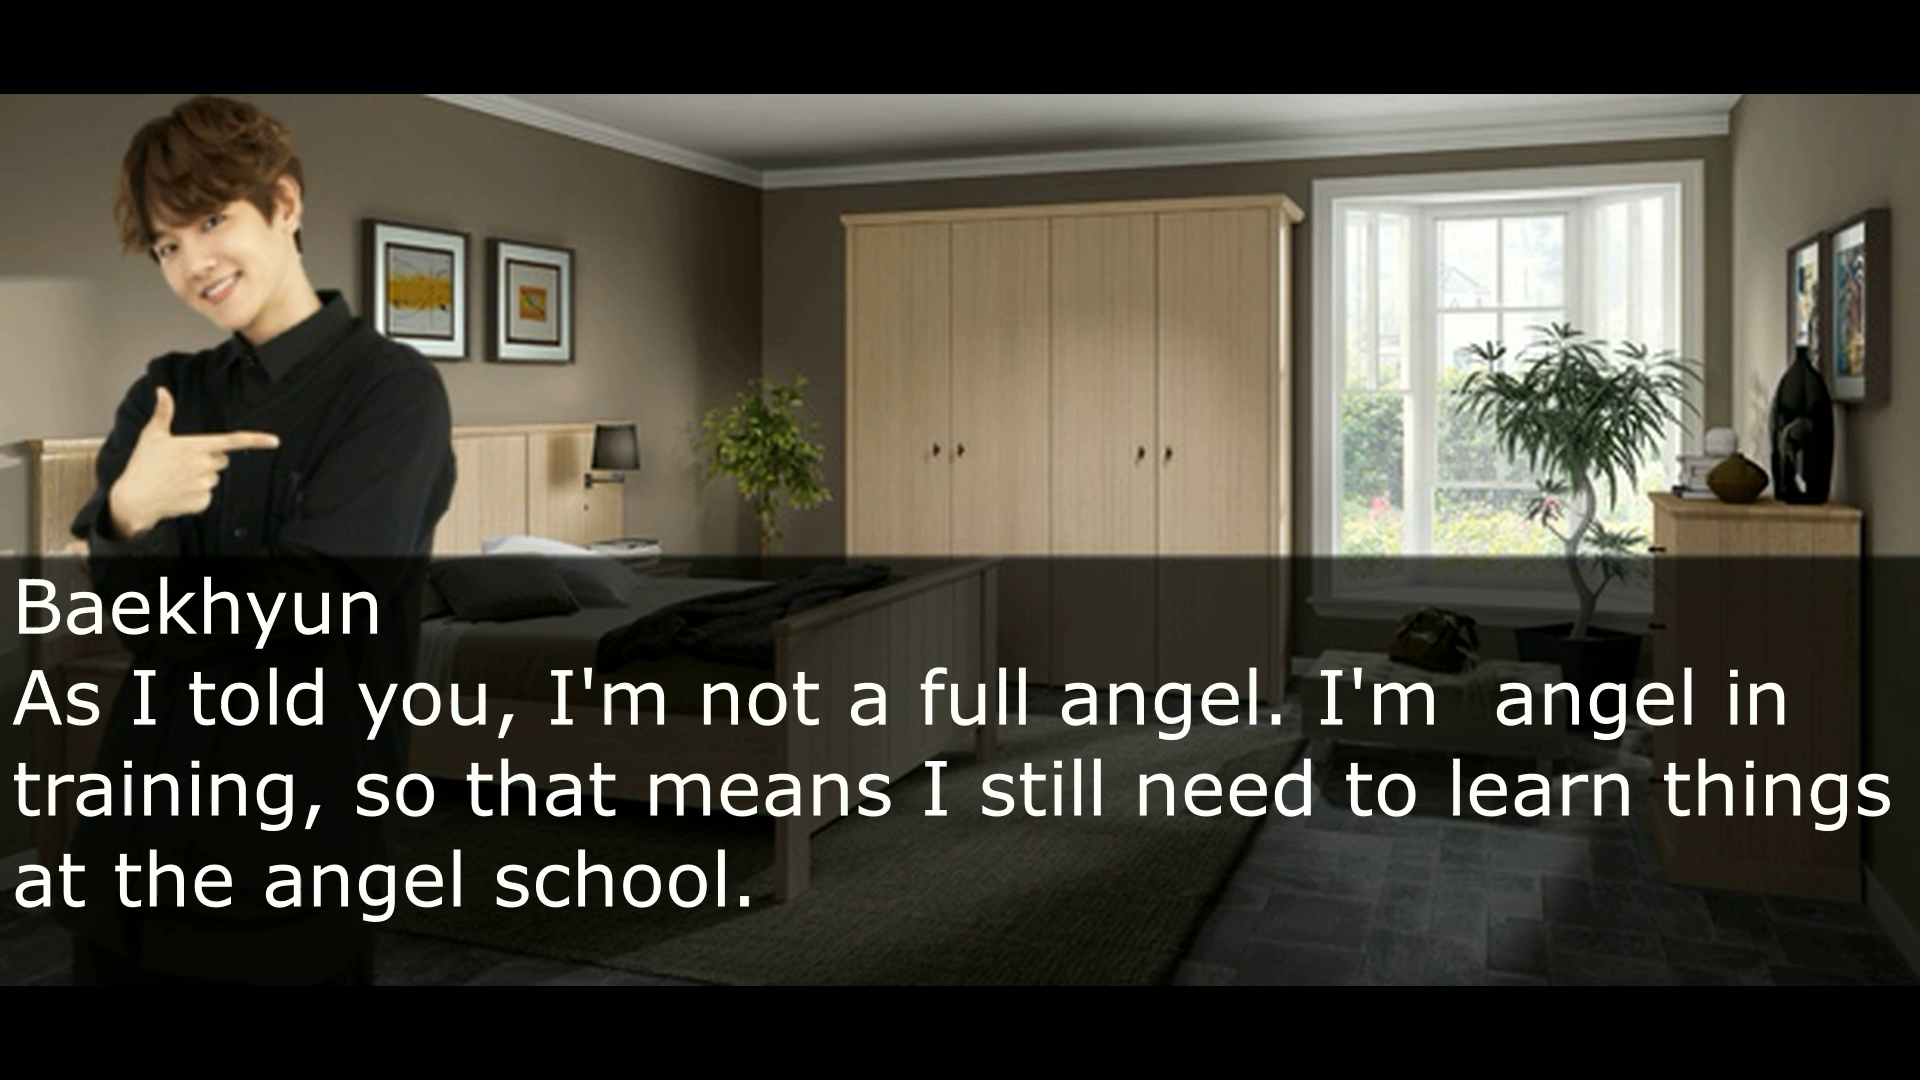 Baekhyun
As I told you, I'm not a full angel. I'm  angel in
training, so that means I still need to learn things
at the angel school.